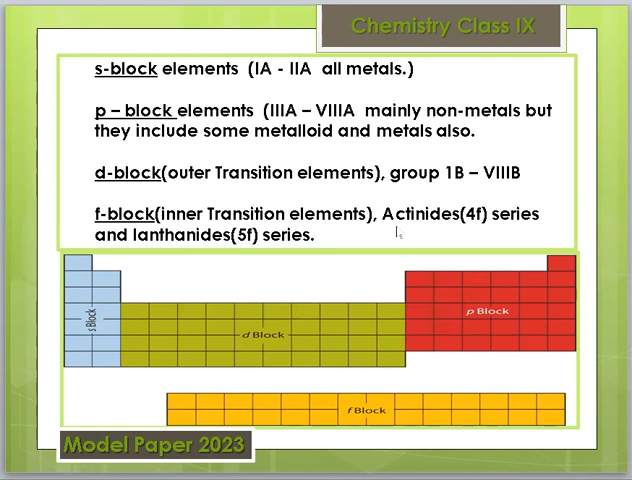 Chemistry Class IX
s-block elements (IA - IIA all metals.)
p – block elements (IIIA – VIIIA mainly non-metals but
they include some metalloid and metals also.
d-block(outer Transition elements), group 1B – VIIIB
f-block(inner Transition elements), Actinides(4f) series
and lanthanides(5f) series.
s Block
d Block
p Block
f Block
Model Paper 2023